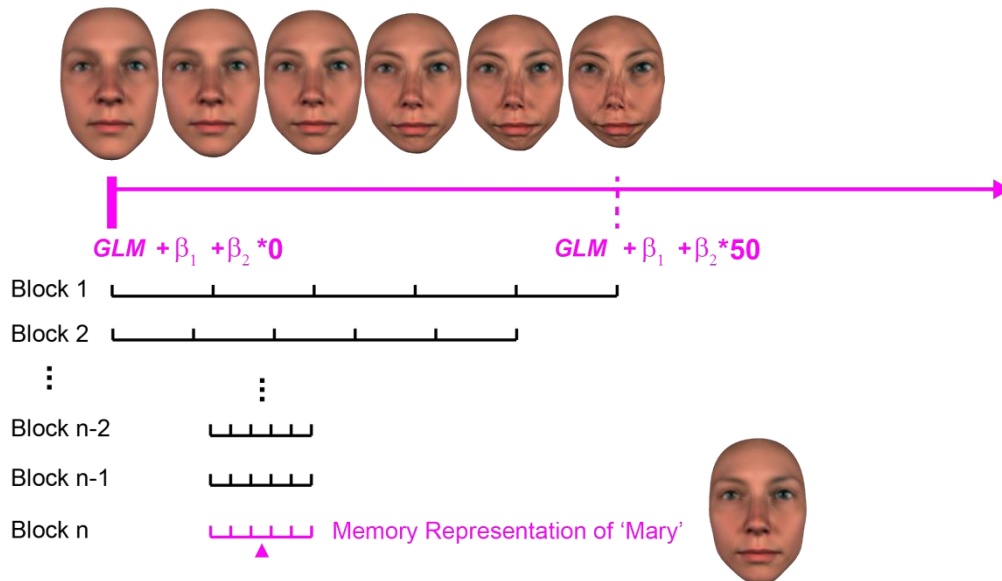 GLM + β₁ + β₂ *0
GLM + β₁ + β₂*50
Block 1
Block 2
Block n-2
Block n-1
Block n
Memory Representation of 'Mary'